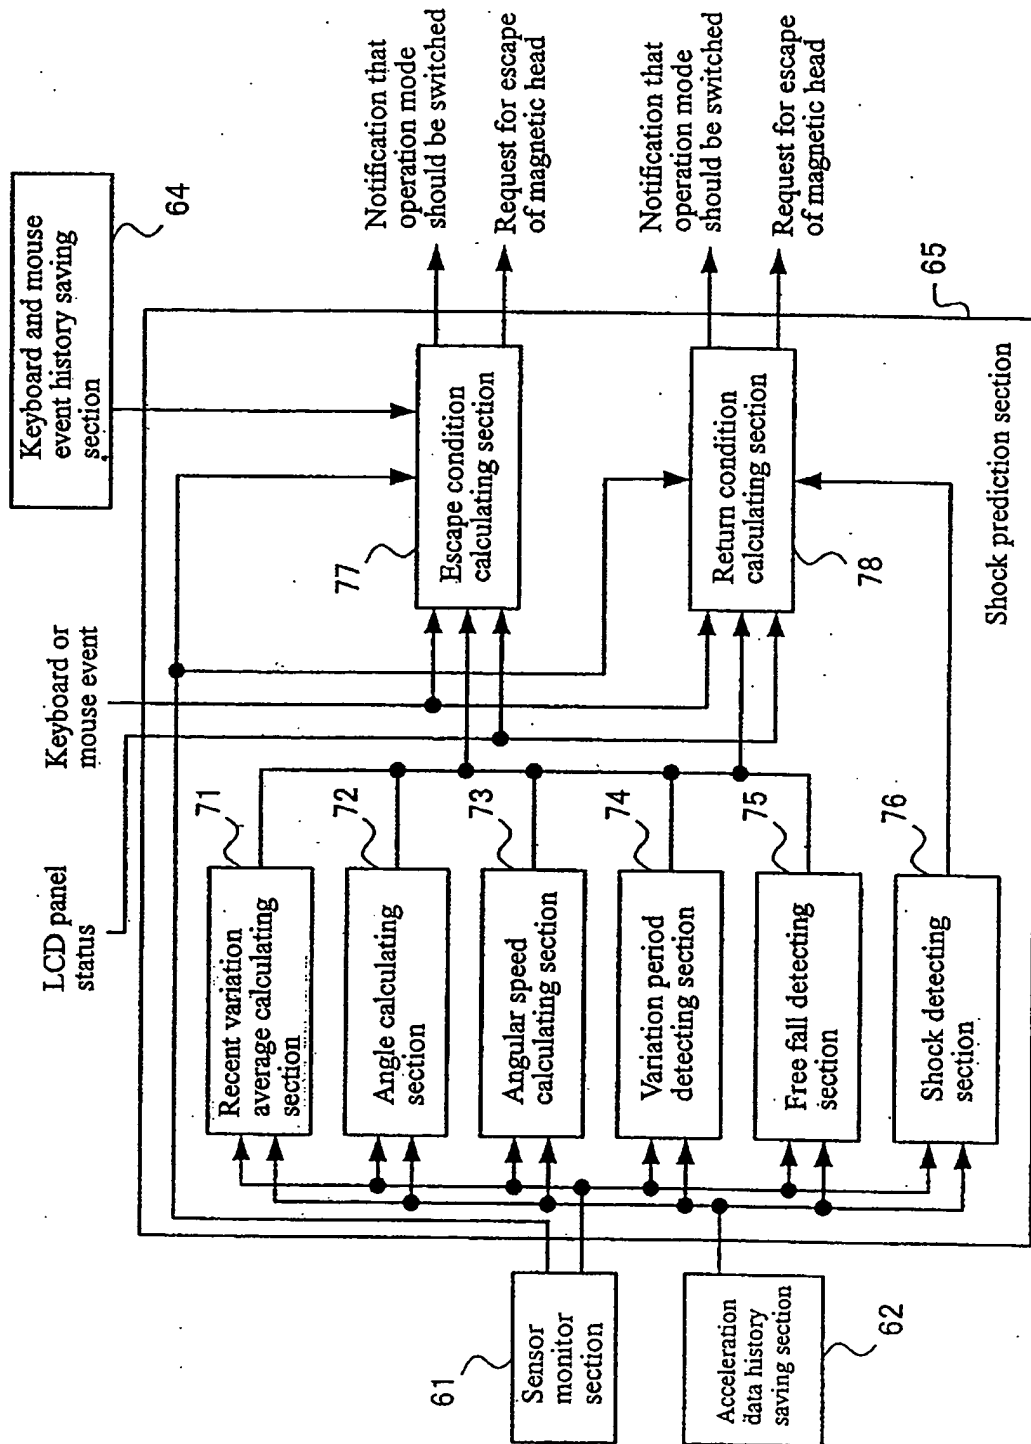 Keyboard and mouse
event history saving
section
64
Keyboard or
mouse event
LCD panel
status
Notification that
operation mode
should be switched
Request for escape
of magnetic head
Notification that
operation mode
should be switched
Request for escape
of magnetic head
Escape condition
calculating section
77
Return condition
calculating section
78
65
Shock prediction section
Recent variation
average calculating
section
71
Angle calculating
section
72
Angular speed
calculating section
73
Variation period
detecting section
74
Free fall detecting
section
75
Shock detecting
section
76
Sensor
monitor
section
61
Acceleration
data history
saving section
62